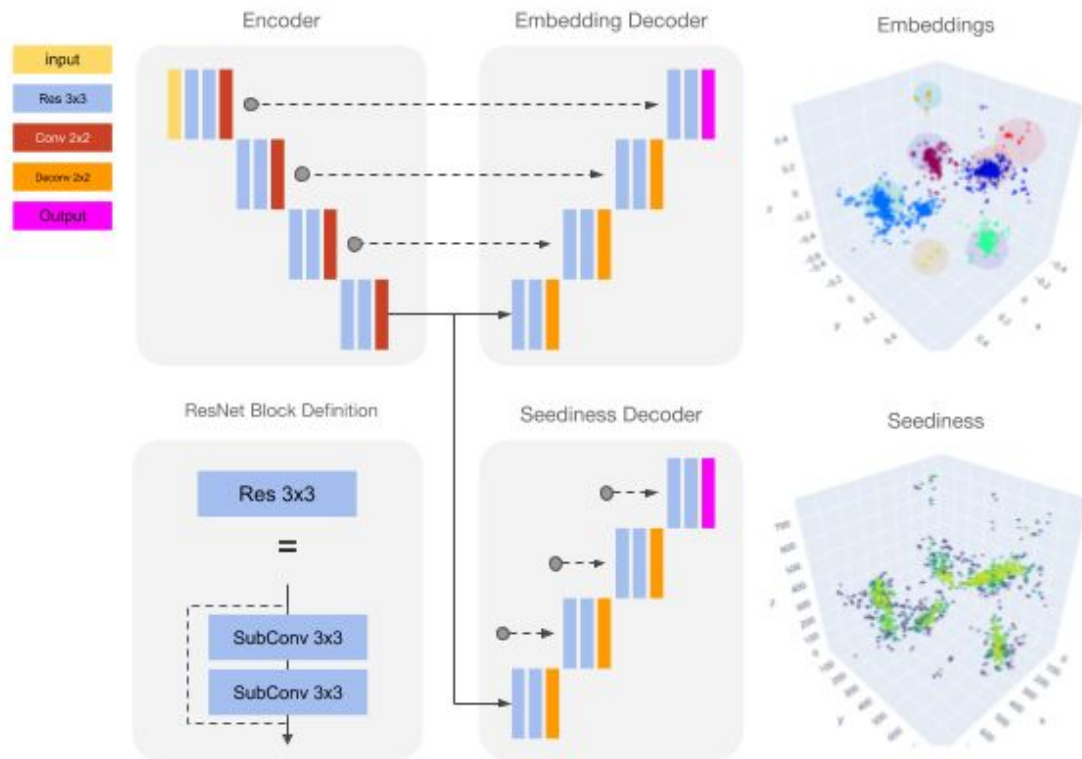 Encoder
Embedding Decoder
Embeddings
input
Res 3x3
Conv 2x2
Deconv 2x2
Output
ResNet Block Definition
Seediness Decoder
Seediness
Res 3x3
=
SubConv 3x3
SubConv 3x3